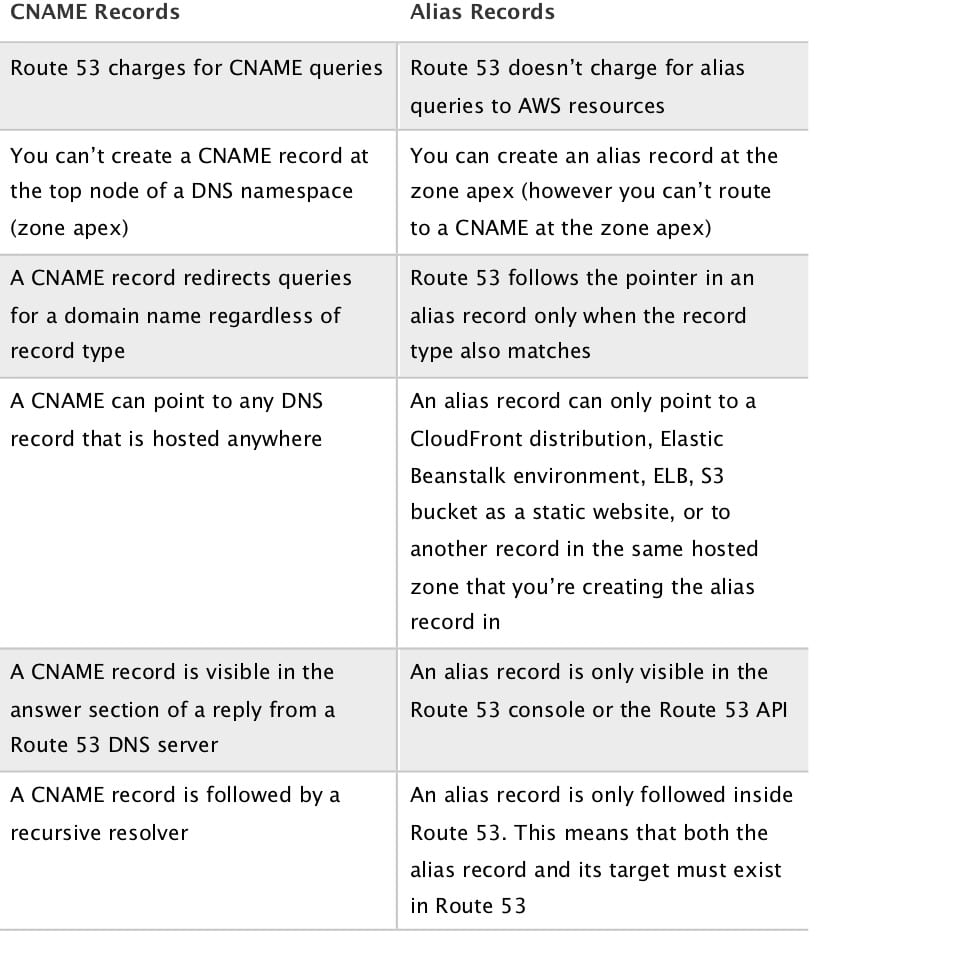 CNAME Records
Alias Records
Route 53 charges for CNAME queries
Route 53 doesn’t charge for alias
queries to AWS resources
You can’t create a CNAME record at
the top node of a DNS namespace
(zone apex)
You can create an alias record at the
zone apex (however you can’t route
to a CNAME at the zone apex)
A CNAME record redirects queries
for a domain name regardless of
record type
Route 53 follows the pointer in an
alias record only when the record
type also matches
A CNAME can point to any DNS
record that is hosted anywhere
An alias record can only point to a
CloudFront distribution, Elastic
Beanstalk environment, ELB, S3
bucket as a static website, or to
another record in the same hosted
zone that you’re creating the alias
record in
A CNAME record is visible in the
answer section of a reply from a
Route 53 DNS server
An alias record is only visible in the
Route 53 console or the Route 53 API
A CNAME record is followed by a
recursive resolver
An alias record is only followed inside
Route 53. This means that both the
alias record and its target must exist
in Route 53